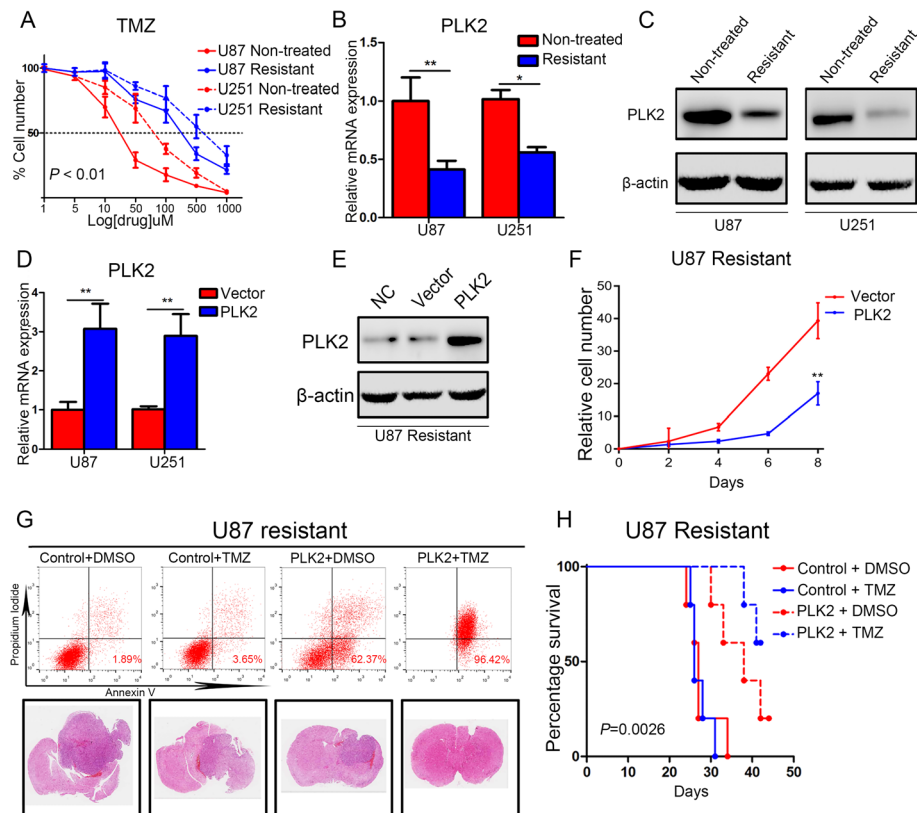 A
TMZ
% Cell number
100
50
P < 0.01
U87 Non-treated
U87 Resistant
U251 Non-treated
U251 Resistant
1 5 10 50 100 500 1000
Log[drug]uM
B
PLK2
Relative mRNA expression
1.5
1.0
0.5
0.0
Non-treated
Resistant
**
*
U87 U251
C
Non-treated Resistant Non-treated Resistant
PLK2
β-actin
U87 U251
D
PLK2
Relative mRNA expression
4
3
2
1
0
Vector
PLK2
**
**
U87 U251
E
NC Vector PLK2
PLK2
β-actin
U87 Resistant
F
U87 Resistant
Relative cell number
50
40
30
20
10
0
Vector
PLK2
**
0 2 4 6 8
Days
G
U87 resistant
Control+DMSO Control+TMZ PLK2+DMSO PLK2+TMZ
Propidium Iodide
1.89% 3.65% 62.37% 96.42%
Annexin V
H
U87 Resistant
Percentage survival
100
50
0
Control + DMSO
Control + TMZ
PLK2 + DMSO
PLK2 + TMZ
P=0.0026
0 10 20 30 40 50
Days